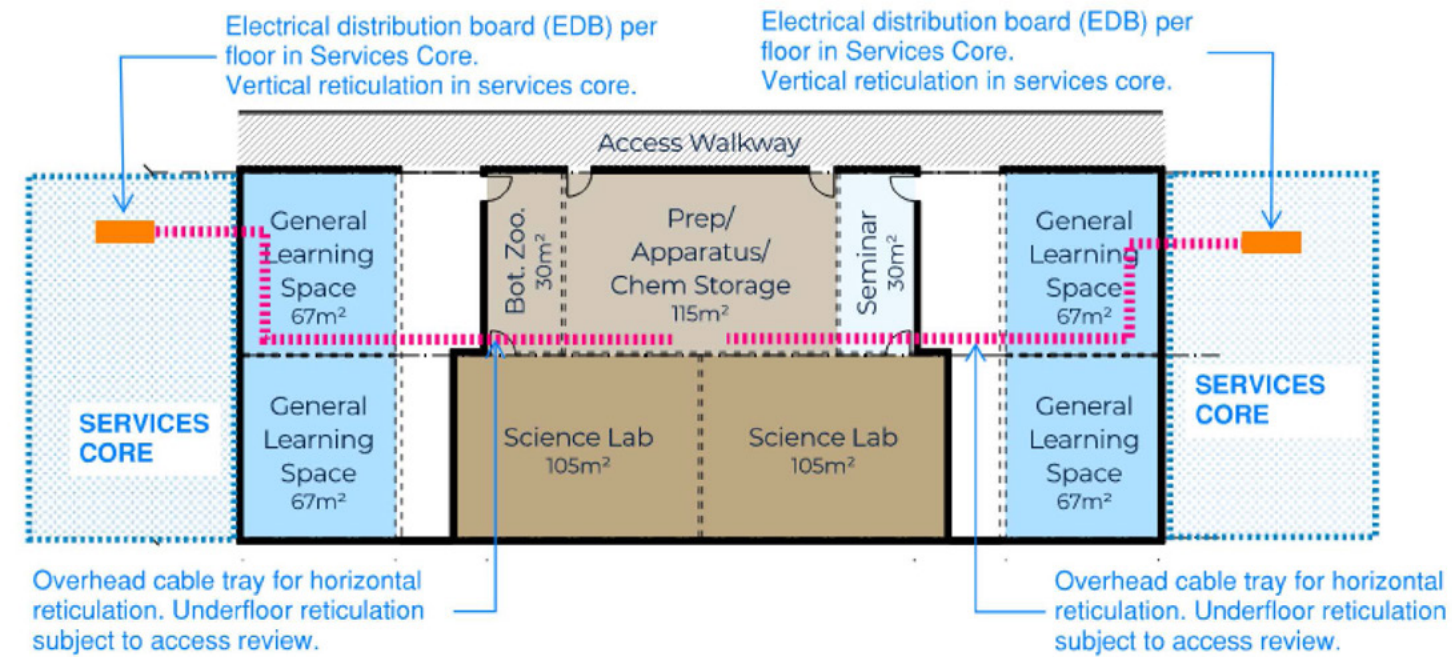 Electrical distribution board (EDB) per
floor in Services Core.
Vertical reticulation in services core.
Electrical distribution board (EDB) per
floor in Services Core.
Vertical reticulation in services core.
Access Walkway
General
Learning
Space
67m²
Bot. Zoo.
30m²
Prep/
Apparatus/
Chem Storage
115m²
Seminar
30m²
General
Learning
Space
67m²
SERVICES
CORE
General
Learning
Space
67m²
Science Lab
105m²
Science Lab
105m²
General
Learning
Space
67m²
SERVICES
CORE
Overhead cable tray for horizontal
reticulation. Underfloor reticulation
subject to access review.
Overhead cable tray for horizontal
reticulation. Underfloor reticulation
subject to access review.